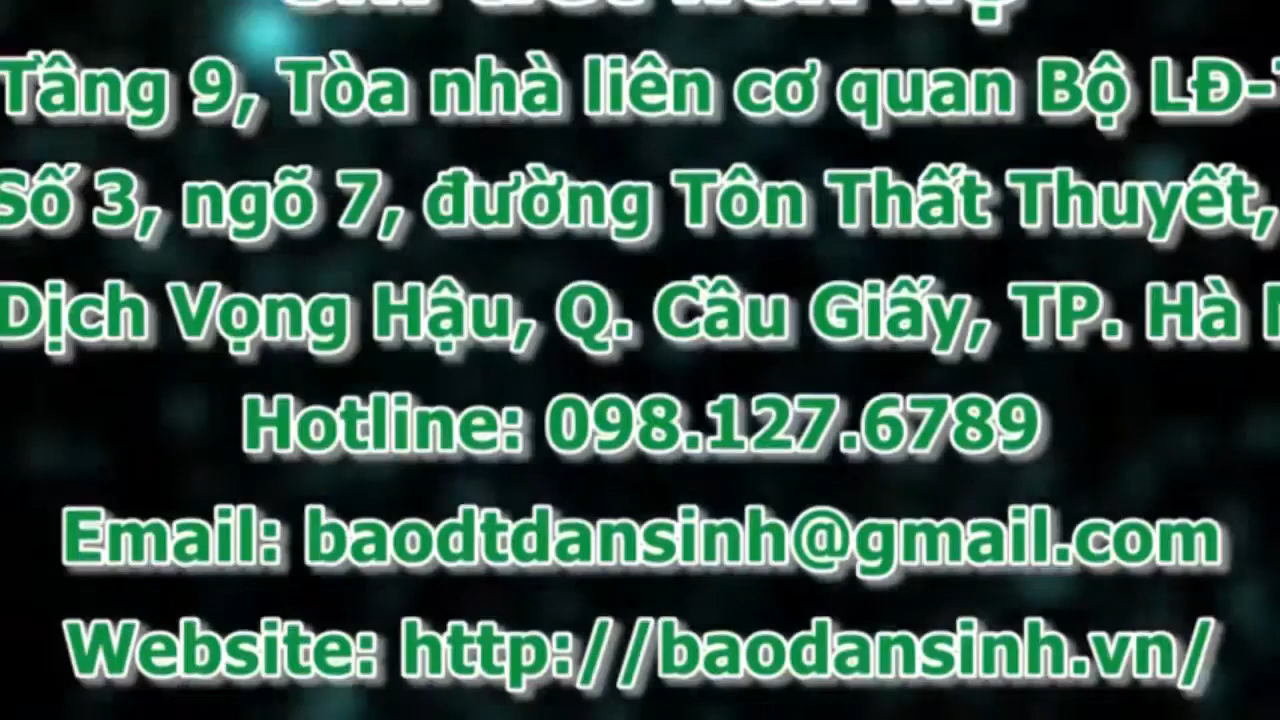 Tầng 9, Tòa nhà liên cơ quan Bộ LĐ-
Số 3, ngõ 7, đường Tôn Thất Thuyết,
Dịch Vọng Hậu, Q. Cầu Giấy, TP. Hà
Hotline: 098.127.6789
Email: baodtdansinh@gmail.com
Website: http://baodansinh.vn/